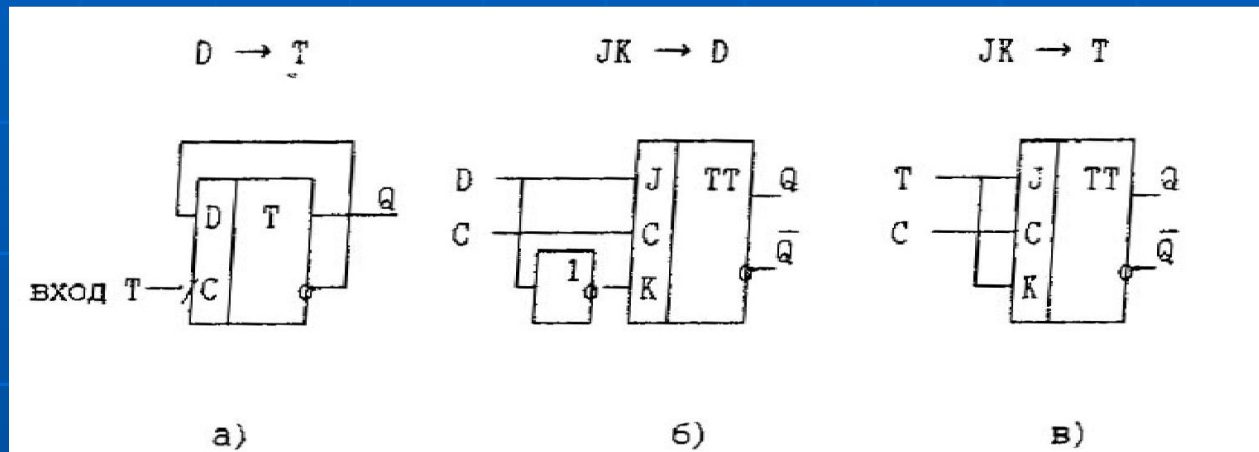 D → T
JK → D
JK → T
D T Q
вход T C
D J TT Q
C C Q̅
1 K
T J TT Q
C C Q̅
K
а)
б)
в)